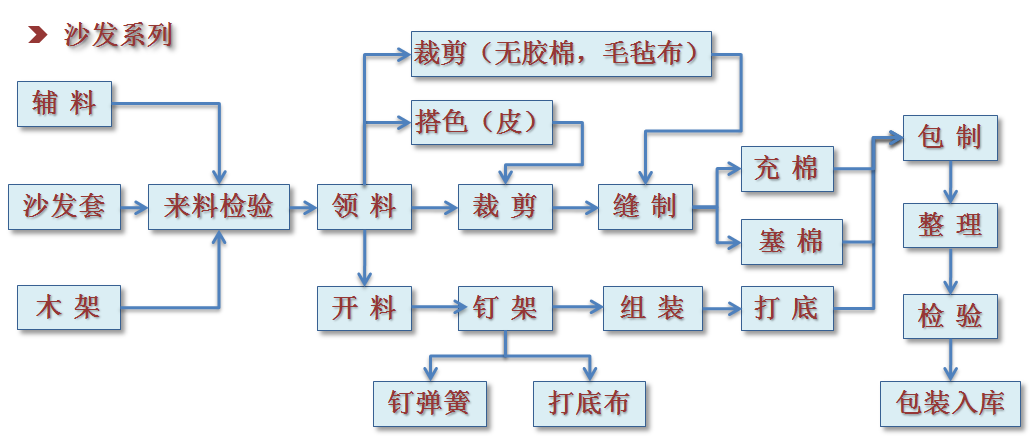 沙发系列
裁剪（无胶棉，毛毡布）
辅 料
搭色（皮）
包 制
充 棉
沙发套
来料检验
领 料
裁 剪
缝 制
整 理
塞 棉
木 架
开 料
钉 架
组 装
打 底
检 验
钉弹簧
打底布
包装入库